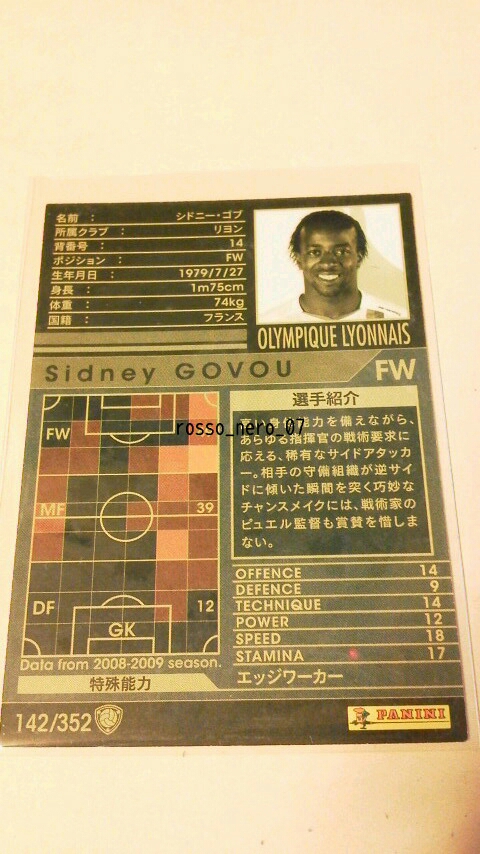 名前 : シドニー・ゴブ
所属クラブ : リヨン
背番号 : 14
ポジション : FW
生年月日 : 1979/7/27
身長 : 1m75cm
体重 : 74kg
国籍 : フランス
OLYMPIQUE LYONNAIS
Sidney GOVOU FW
選手紹介
力を備えながら、
rosso_nero_07
あらゆる指揮官の戦術要求に
応える、稀有なサイドアタッカ
ー。相手の守備組織が逆サイ
ドに傾いた瞬間を突く巧妙な
チャンスメイクには、戦術家の
ピュエル監督も賞賛を惜しま
ない。
FW
MF 39
DF 12
GK
Data from 2008-2009 season.
OFFENCE 14
DEFENCE 9
TECHNIQUE 14
POWER 12
SPEED 18
STAMINA 17
特殊能力 エッジワーカー
142/352
PANINI